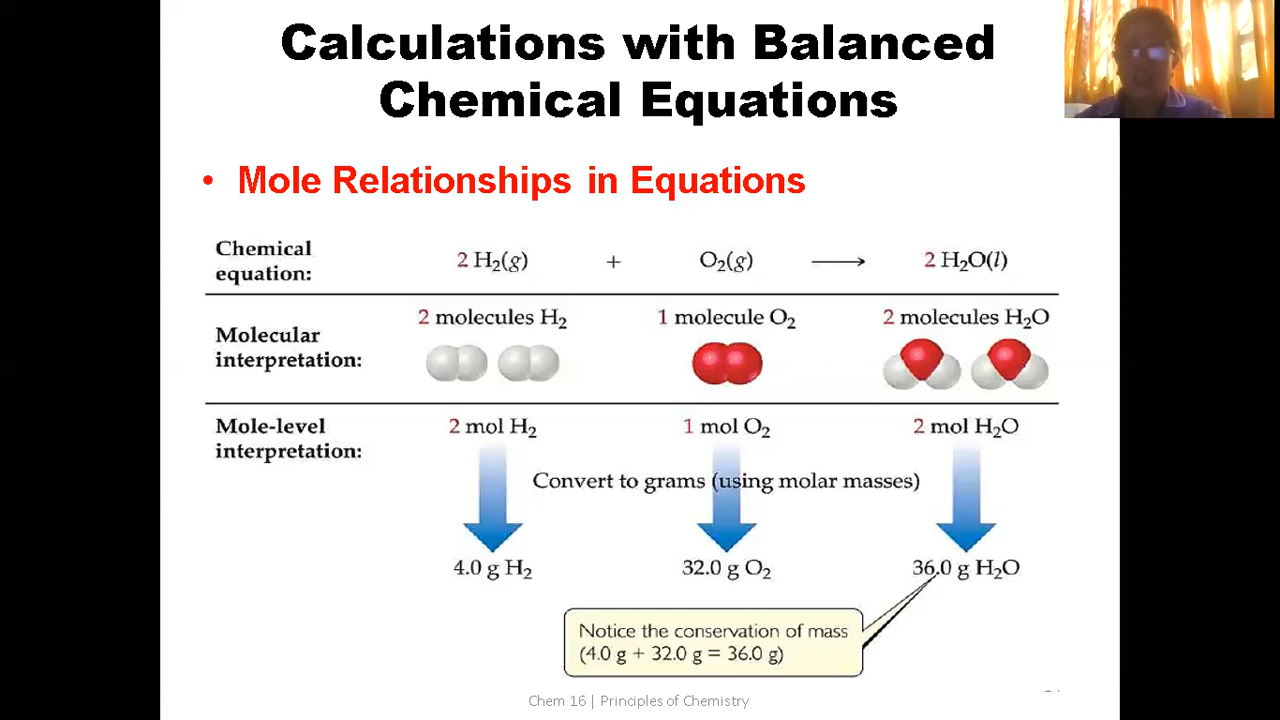 Calculations with Balanced
Chemical Equations
• Mole Relationships in Equations
Chemical
equation:
2 H₂(g) + O₂(g) ⟶ 2 H₂O(l)
Molecular
interpretation:
2 molecules H₂ 1 molecule O₂ 2 molecules H₂O
Mole-level
interpretation:
2 mol H₂ 1 mol O₂ 2 mol H₂O
Convert to grams (using molar masses)
4.0 g H₂ 32.0 g O₂ 36.0 g H₂O
Notice the conservation of mass
(4.0 g + 32.0 g = 36.0 g)
Chem 16 | Principles of Chemistry